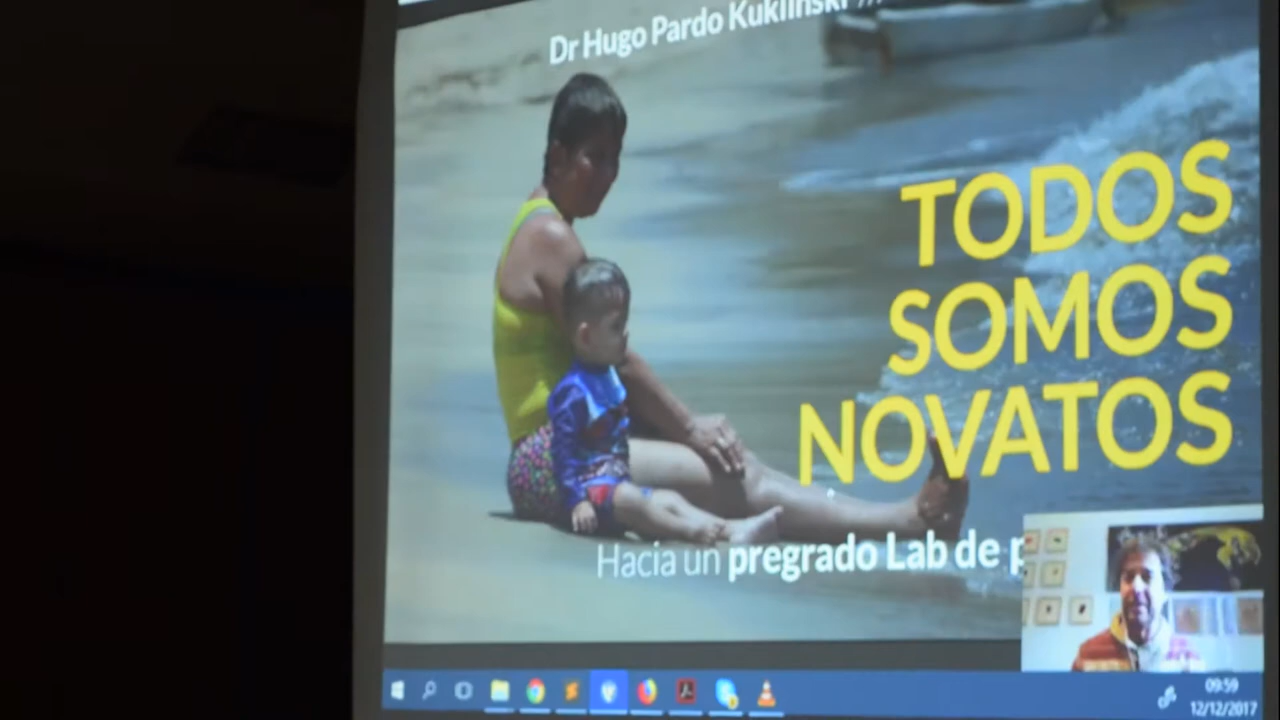 Dr Hugo Pardo Kuklinski
TODOS
SOMOS
NOVATOS
Hacia un pregrado Lab de
09:59
12/12/2017